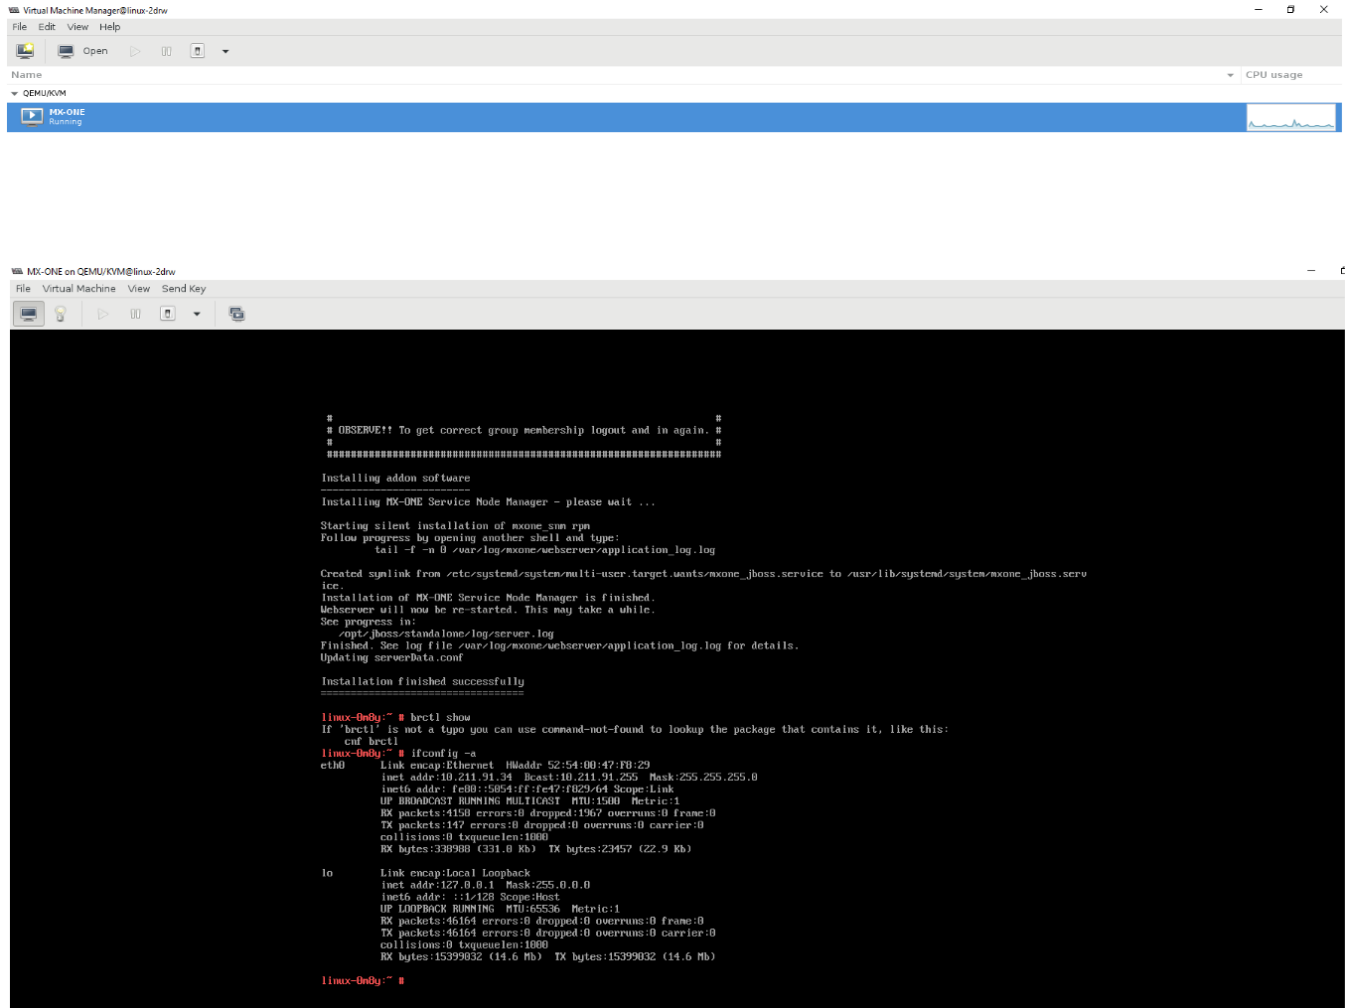 Virtual Machine Manager@linux-2drw
File Edit View Help
Open
Name CPU usage
QEMU/KVM
MX-ONE
Running
MX-ONE on QEMU/KVM@linux-2drw
File Virtual Machine View Send Key
# #
# OBSERVE!! To get correct group membership logout and in again. #
# #
##################################################################
Installing addon software
-------------------------
Installing MX-ONE Service Node Manager - please wait ...
Starting silent installation of mxone_snm rpm
Follow progress by opening another shell and type:
tail -f -n 0 /var/log/mxone/webserver/application_log.log
Created symlink from /etc/systemd/system/multi-user.target.wants/mxone_jboss.service to /usr/lib/systemd/system/mxone_jboss.serv
ice.
Installation of MX-ONE Service Node Manager is finished.
Webserver will now be re-started. This may take a while.
See progress in:
/opt/jboss/standalone/log/server.log
Finished. See log file /var/log/mxone/webserver/application_log.log for details.
Updating serverData.conf
Installation finished successfully
==================================
linux-0m8y:~ # brctl show
If 'brctl' is not a typo you can use command-not-found to lookup the package that contains it, like this:
cnf brctl
linux-0m8y:~ # ifconfig -a
eth0 Link encap:Ethernet HWaddr 52:54:00:47:F8:29
inet addr:10.211.91.34 Bcast:10.211.91.255 Mask:255.255.255.0
inet6 addr: fe80::5054:ff:fe47:f829/64 Scope:Link
UP BROADCAST RUNNING MULTICAST MTU:1500 Metric:1
RX packets:4158 errors:0 dropped:1967 overruns:0 frame:0
TX packets:147 errors:0 dropped:0 overruns:0 carrier:0
collisions:0 txqueuelen:1000
RX bytes:338988 (331.0 Kb) TX bytes:23457 (22.9 Kb)
lo Link encap:Local Loopback
inet addr:127.0.0.1 Mask:255.0.0.0
inet6 addr: ::1/128 Scope:Host
UP LOOPBACK RUNNING MTU:65536 Metric:1
RX packets:46164 errors:0 dropped:0 overruns:0 frame:0
TX packets:46164 errors:0 dropped:0 overruns:0 carrier:0
collisions:0 txqueuelen:1000
RX bytes:15399032 (14.6 Mb) TX bytes:15399032 (14.6 Mb)
linux-0m8y:~ #